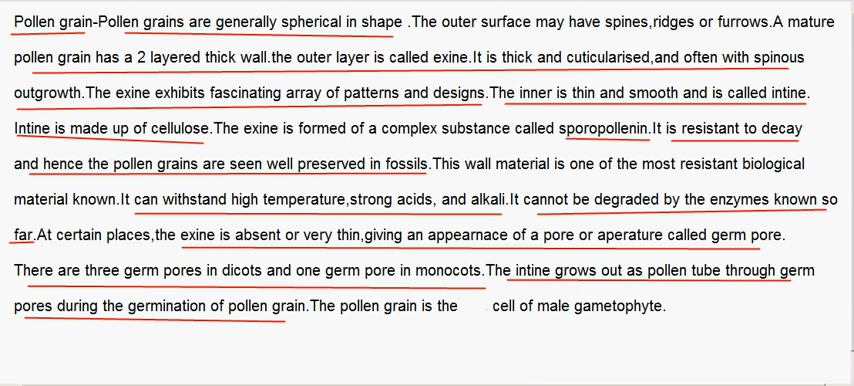 Pollen grain-Pollen grains are generally spherical in shape .The outer surface may have spines,ridges or furrows.A mature
pollen grain has a 2 layered thick wall.the outer layer is called exine.It is thick and cuticularised,and often with spinous
outgrowth.The exine exhibits fascinating array of patterns and designs.The inner is thin and smooth and is called intine.
Intine is made up of cellulose.The exine is formed of a complex substance called sporopollenin.It is resistant to decay
and hence the pollen grains are seen well preserved in fossils.This wall material is one of the most resistant biological
material known.It can withstand high temperature,strong acids, and alkali.It cannot be degraded by the enzymes known so
far.At certain places,the exine is absent or very thin,giving an appearnace of a pore or aperature called germ pore.
There are three germ pores in dicots and one germ pore in monocots.The intine grows out as pollen tube through germ
pores during the germination of pollen grain.The pollen grain is the cell of male gametophyte.